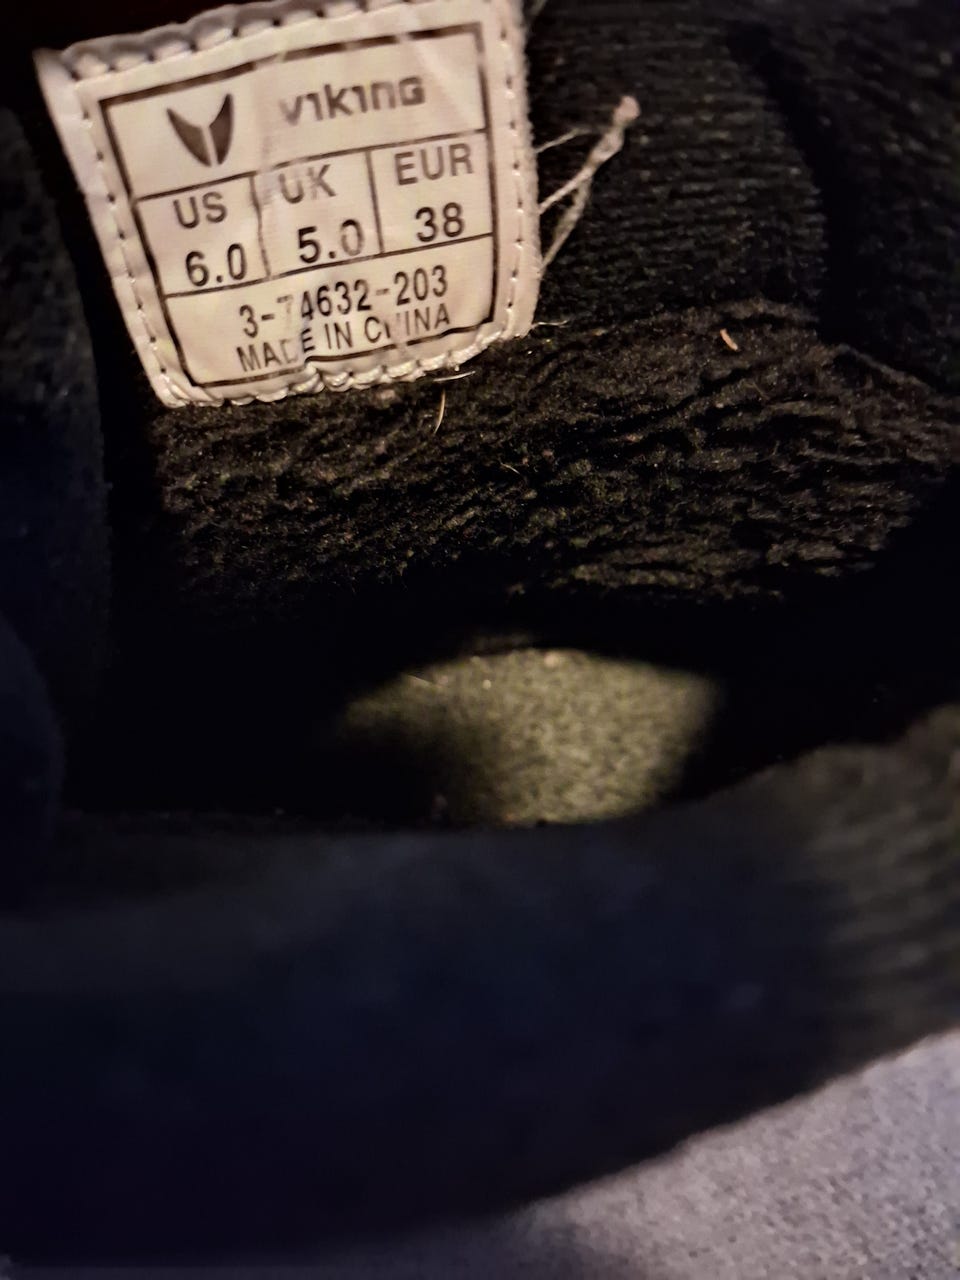 vikinG
US UK EUR
6.0 5.0 38
3-74632-203
MADE IN CHINA